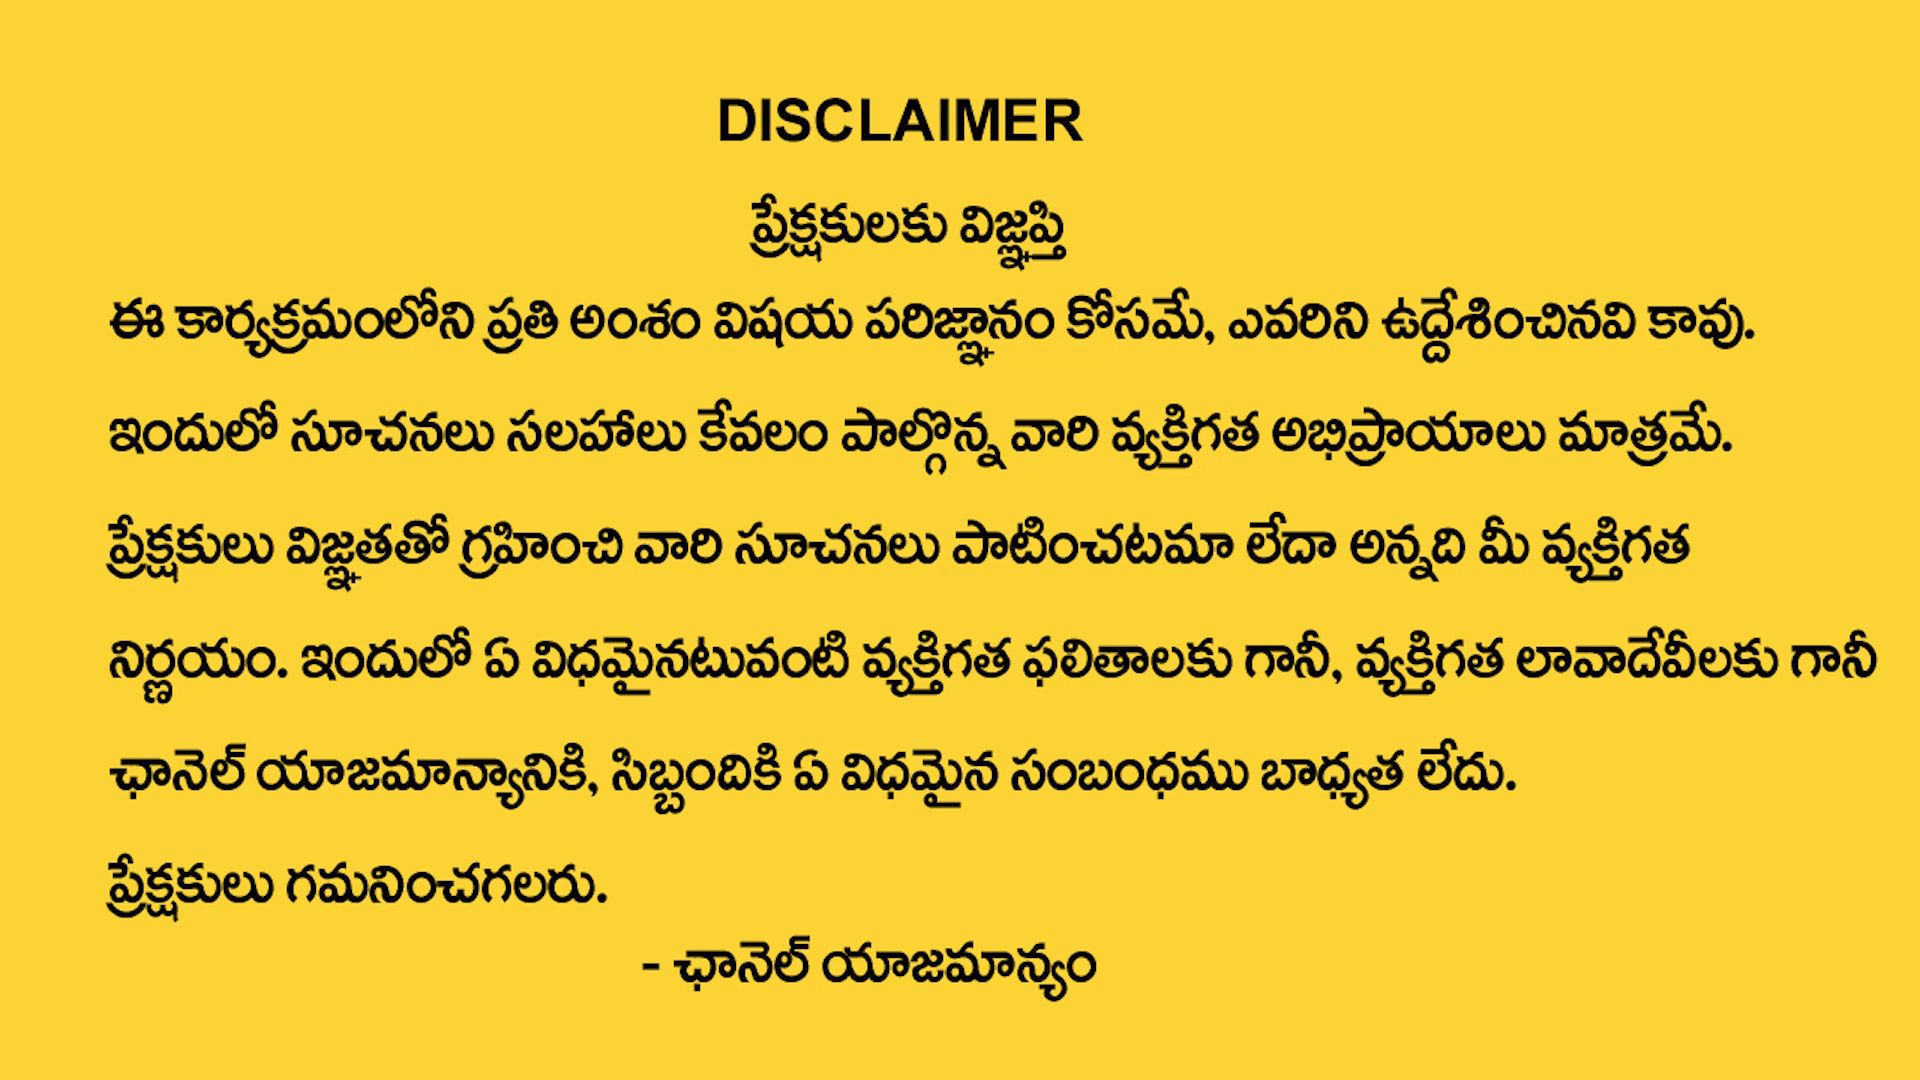 DISCLAIMER
ప్రేక్షకులకు విజ్ఞప్తి
ఈ కార్యక్రమంలోని ప్రతి అంశం విషయ పరిజ్ఞానం కోసమే, ఎవరిని ఉద్దేశించినవి కావు.
ఇందులో సూచనలు సలహాలు కేవలం పాల్గొన్న వారి వ్యక్తిగత అభిప్రాయాలు మాత్రమే.
ప్రేక్షకులు విజ్ఞతతో గ్రహించి వారి సూచనలు పాటించటమా లేదా అన్నది మీ వ్యక్తిగత
నిర్ణయం. ఇందులో ఏ విధమైనటువంటి వ్యక్తిగత ఫలితాలకు గానీ, వ్యక్తిగత లావాదేవీలకు గానీ
ఛానెల్ యాజమాన్యానికి, సిబ్బందికి ఏ విధమైన సంబంధము బాధ్యత లేదు.
ప్రేక్షకులు గమనించగలరు.
- ఛానెల్ యాజమాన్యం